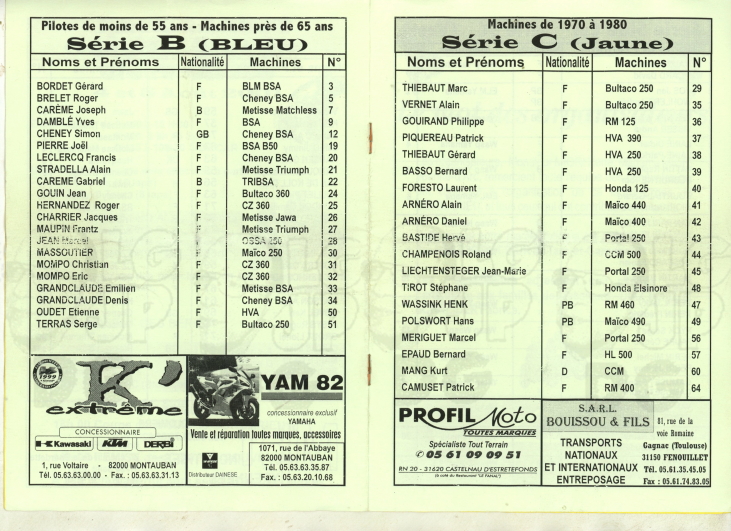 Pilotes de moins de 55 ans - Machines près de 65 ans
Série B (BLEU)
Noms et Prénoms Nationalité Machines N°
BORDET Gérard F BLM BSA 3
BRELET Roger F Cheney BSA 5
CARÈME Joseph B Metisse Matchless 7
DAMBLÉ Yves F BSA 9
CHENEY Simon GB Cheney BSA 12
PIERRE Joël F BSA B50 19
LECLERCQ Francis F Cheney BSA 20
STRADELLA Alain F Metisse Triumph 21
CAREME Gabriel B TRIBSA 22
GOUIN Jean F Bultaco 360 24
HERNANDEZ Roger F CZ 360 25
CHARRIER Jacques F Metisse Jawa 26
MAUPIN Frantz F Metisse Triumph 27
JEAN Marcel F OSSA 250 28
MASSOUTIER F Maïco 250 30
MOMPO Christian F CZ 360 31
MOMPO Eric F CZ 360 32
GRANDCLAUDE Emilien F Metisse BSA 33
GRANDCLAUDE Denis F Cheney BSA 34
OUDET Etienne F HVA 50
TERRAS Serge F Bultaco 250 51
1999
K'
extrême
CONCESSIONNAIRE
Kawasaki KTM DERBI
1, rue Voltaire - 82000 MONTAUBAN
Tél. 05.63.63.00.00 - Fax. : 05.63.63.31.13
YAM 82
concessionnaire exclusif
YAMAHA
Vente et réparation toutes marques, accessoires
Distributeur DAINESE
1071, rue de l'Abbaye
82000 MONTAUBAN
Tél. 05.63.03.35.87
Fax : 05.63.20.10.68
Machines de 1970 à 1980
Série C (Jaune)
Noms et Prénoms Nationalité Machines N°
THIEBAUT Marc F Bultaco 250 29
VERNET Alain F Bultaco 250 35
GOUIRAND Philippe F RM 125 36
PIQUEREAU Patrick F HVA 390 37
THIEBAUT Gérard F HVA 250 38
BASSO Bernard F HVA 250 39
FORESTO Laurent F Honda 125 40
ARNÉRO Alain F Maïco 440 41
ARNÉRO Daniel F Maïco 400 42
BASTIDE Hervé F Portal 250 43
CHAMPENOIS Roland F CCM 500 44
LIECHTENSTEGER Jean-Marie F Portal 250 45
TIROT Stéphane F Honda Elsinore 48
WASSINK HENK PB RM 460 47
POLSWORT Hans PB Maïco 490 49
MERIGUET Marcel F Portal 250 56
EPAUD Bernard F HL 500 57
MANG Kurt D CCM 60
CAMUSET Patrick F RM 400 64
PROFIL Moto
TOUTES MARQUES
Spécialiste Tout Terrain
05 61 09 09 51
RN 20 - 31620 CASTELNAU D'ESTRETEFONDS
S.A.R.L.
BOUISSOU & FILS
TRANSPORTS
NATIONAUX
ET INTERNATIONAUX
ENTREPOSAGE
81, rue de la
voie Romaine
Gagnac (Toulouse)
31150 FENOUILLET
Tél. 05.61.35.45.05
Fax : 05.61.74.83.05